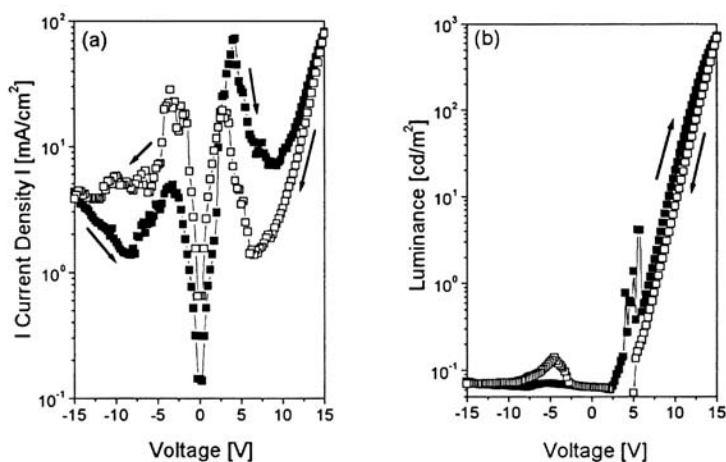 (a)
I Current Density I [mA/cm²]
10²
10¹
10⁰
10⁻¹
-15 -10 -5 0 5 10 15
Voltage [V]
(b)
Luminance [cd/m²]
10³
10²
10¹
10⁰
10⁻¹
-15 -10 -5 0 5 10 15
Voltage [V]